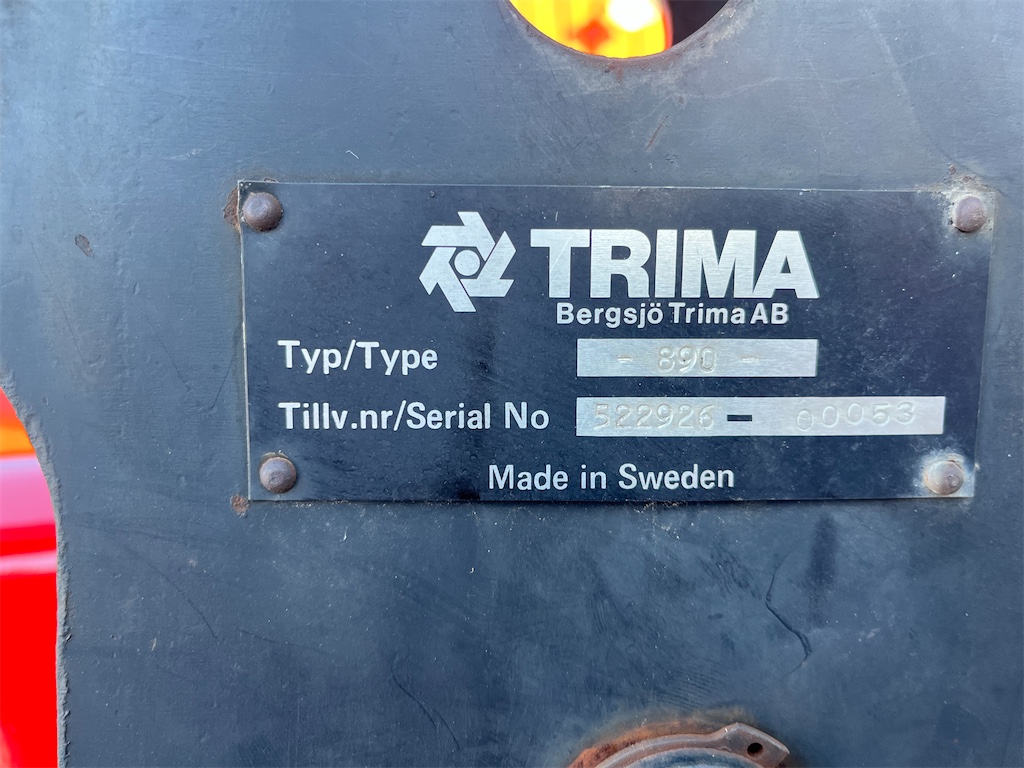 TRIMA
Bergsjö Trima AB
Typ/Type - 890 -
Tillv.nr/Serial No 522926 - 00053
Made in Sweden